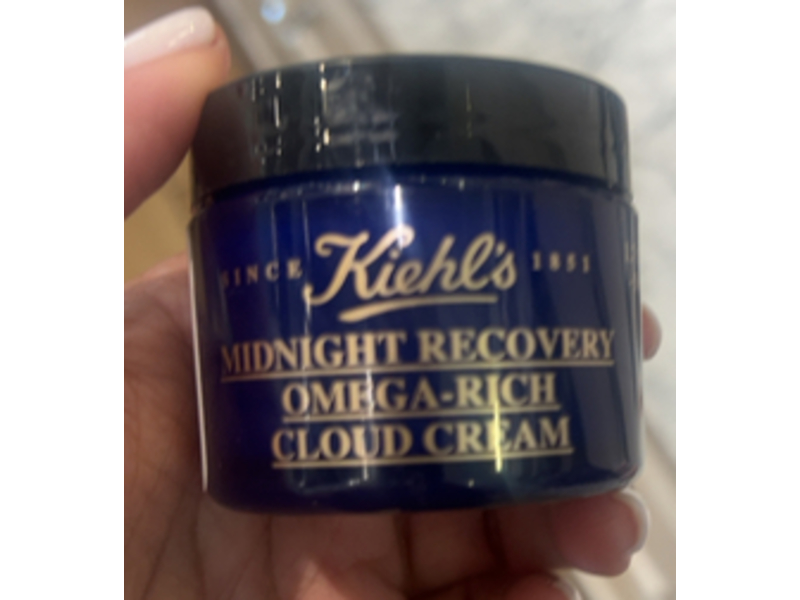 SINCE Kiehl's 1851
MIDNIGHT RECOVERY
OMEGA-RICH
CLOUD CREAM